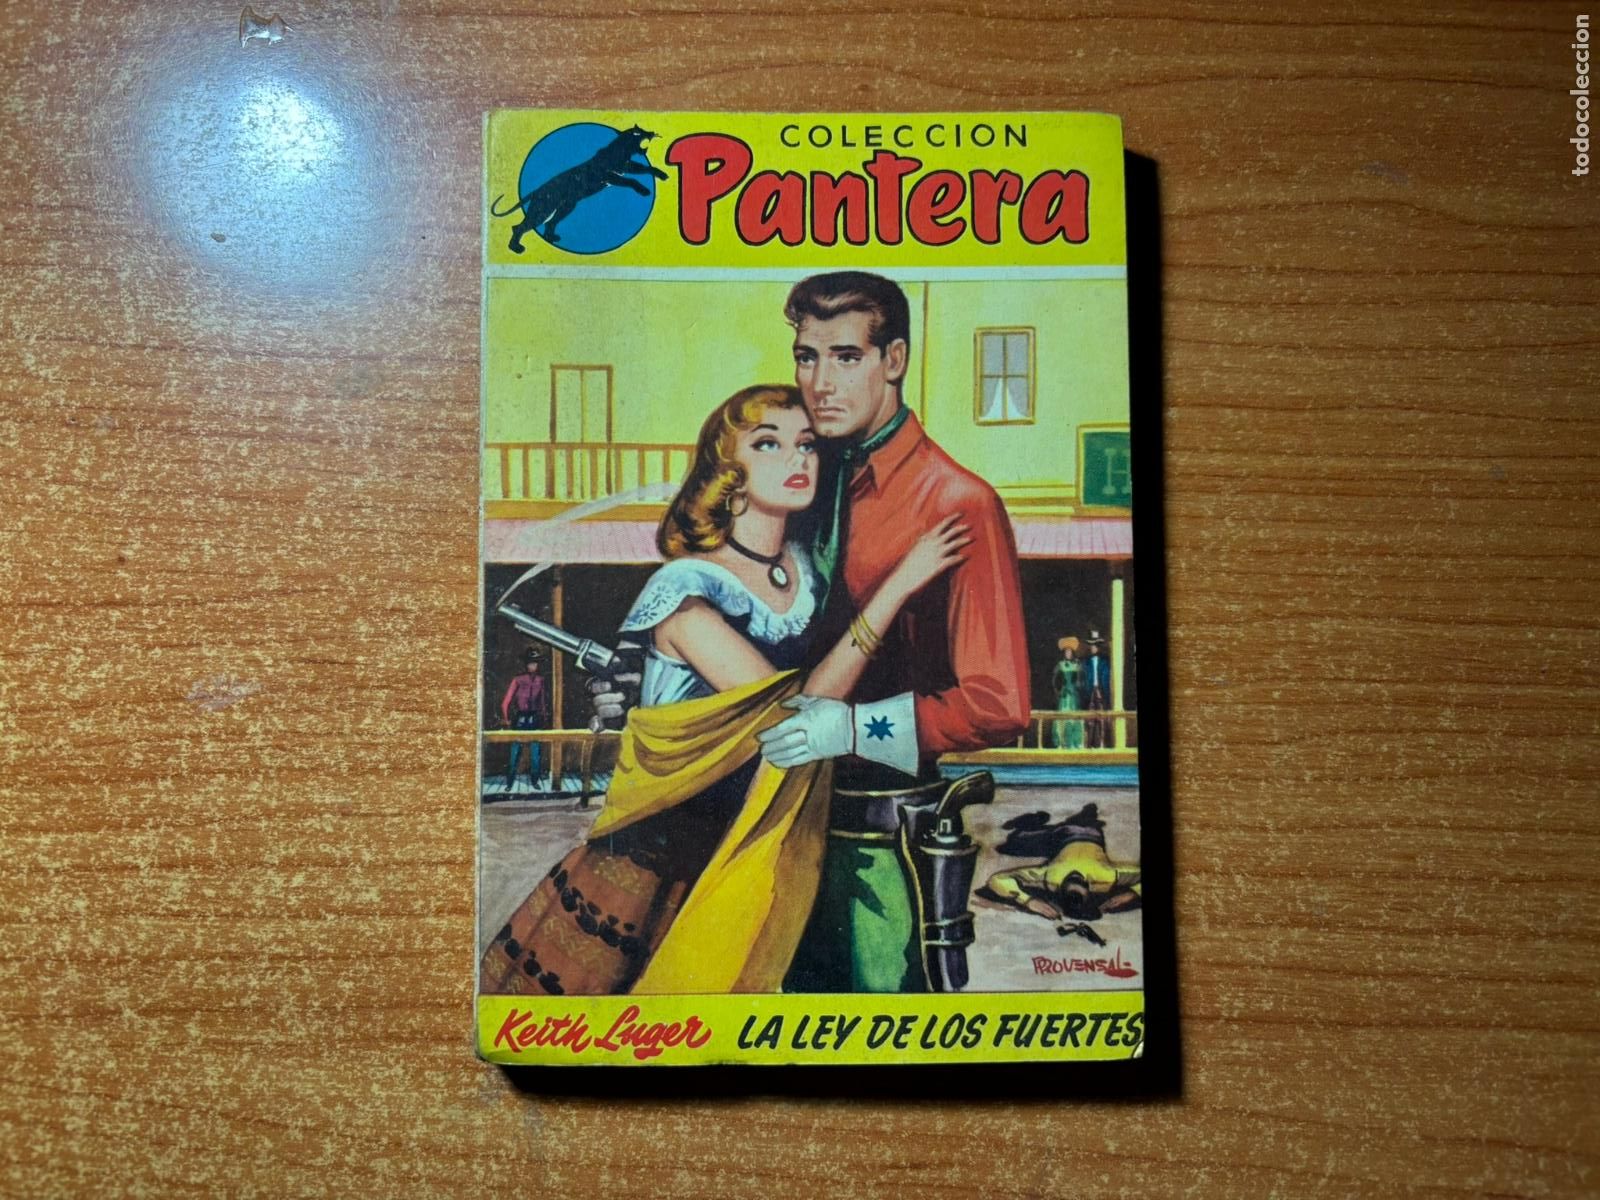 COLECCION
Pantera
H
PROVENSAL
Keith Luger LA LEY DE LOS FUERTES
todocoleccion